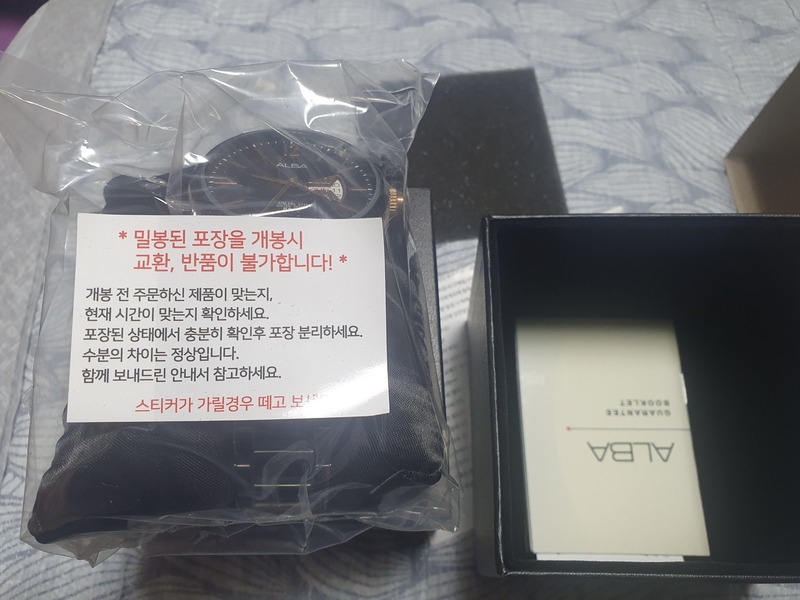 ALBA
* 밀봉된 포장을 개봉시
교환, 반품이 불가합니다! *
개봉 전 주문하신 제품이 맞는지,
현재 시간이 맞는지 확인하세요.
포장된 상태에서 충분히 확인후 포장 분리하세요.
수분의 차이는 정상입니다.
함께 보내드린 안내서 참고하세요.
스티커가 가릴경우 떼고
ALBA
GUARANTEE
BOOKLET